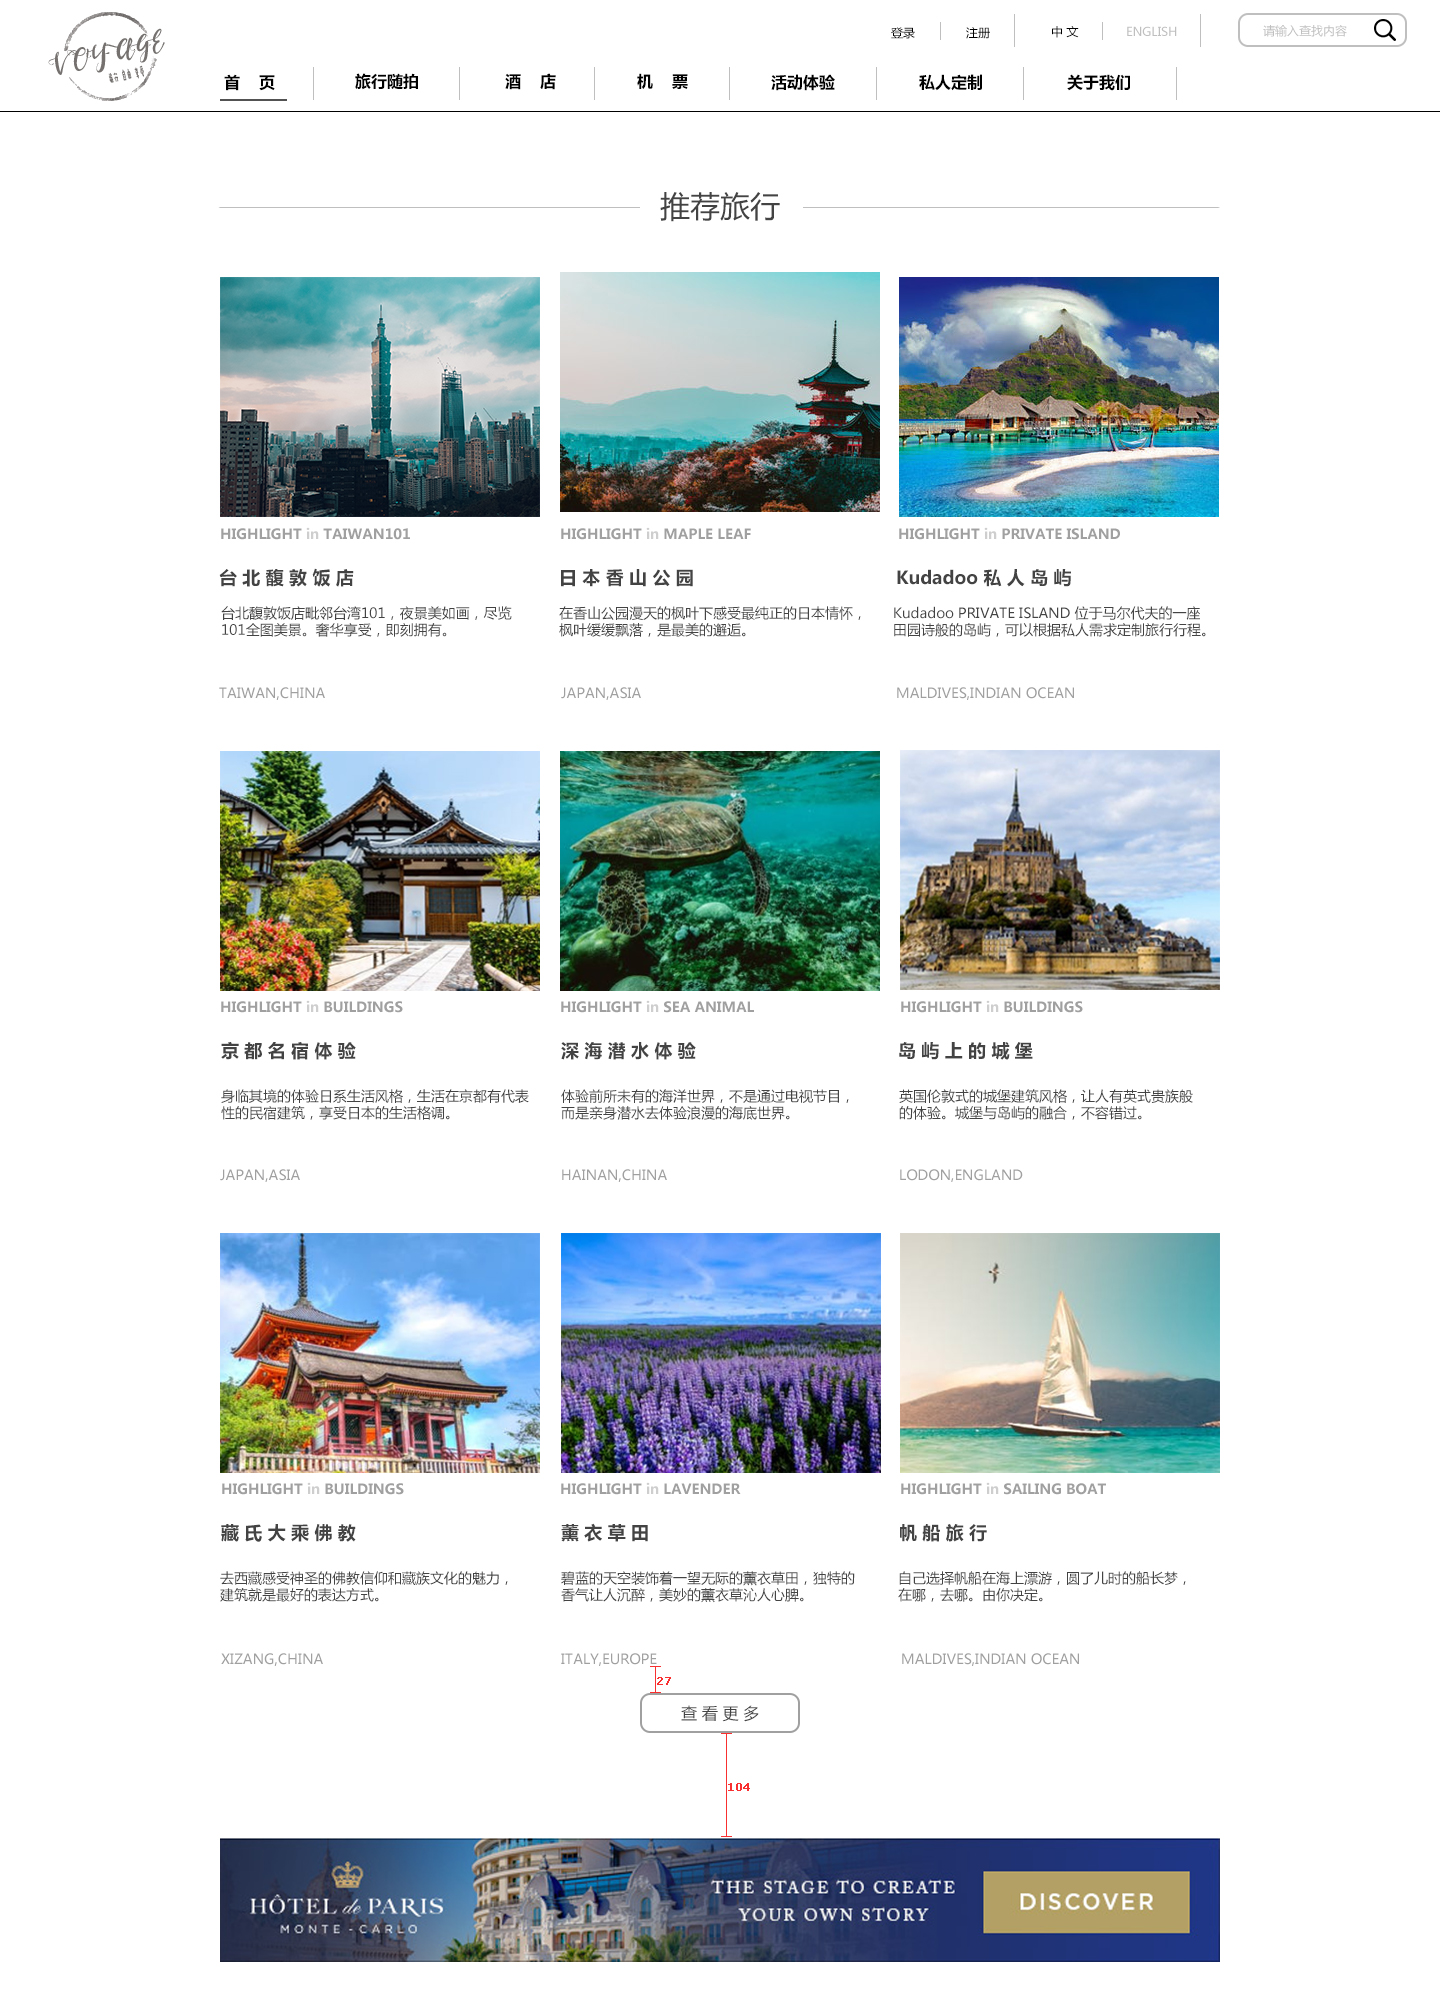 voyage
登录
注册
中 文
ENGLISH
请输入查找内容
首 页
旅行随拍
酒 店
机 票
活动体验
私人定制
关于我们
推荐旅行
HIGHLIGHT in TAIWAN101
台北馥敦饭店
台北馥敦饭店毗邻台湾101，夜景美如画，尽览
101全图美景。奢华享受，即刻拥有。
TAIWAN,CHINA
HIGHLIGHT in MAPLE LEAF
日本香山公园
在香山公园漫天的枫叶下感受最纯正的日本情怀，
枫叶缓缓飘落，是最美的邂逅。
JAPAN,ASIA
HIGHLIGHT in PRIVATE ISLAND
Kudadoo 私人岛屿
Kudadoo PRIVATE ISLAND 位于马尔代夫的一座
田园诗般的岛屿，可以根据私人需求定制旅行行程。
MALDIVES,INDIAN OCEAN
HIGHLIGHT in BUILDINGS
京都名宿体验
身临其境的体验日系生活风格，生活在京都有代表
性的民宿建筑，享受日本的生活格调。
JAPAN,ASIA
HIGHLIGHT in SEA ANIMAL
深海潜水体验
体验前所未有的海洋世界，不是通过电视节目，
而是亲身潜水去体验浪漫的海底世界。
HAINAN,CHINA
HIGHLIGHT in BUILDINGS
岛屿上的城堡
英国伦敦式的城堡建筑风格，让人有英式贵族般
的体验。城堡与岛屿的融合，不容错过。
LODON,ENGLAND
HIGHLIGHT in BUILDINGS
藏氏大乘佛教
去西藏感受神圣的佛教信仰和藏族文化的魅力，
建筑就是最好的表达方式。
XIZANG,CHINA
HIGHLIGHT in LAVENDER
薰衣草田
碧蓝的天空装饰着一望无际的薰衣草田，独特的
香气让人沉醉，美妙的薰衣草沁人心脾。
ITALY,EUROPE
HIGHLIGHT in SAILING BOAT
帆船旅行
自己选择帆船在海上漂游，圆了儿时的船长梦，
在哪，去哪。由你决定。
MALDIVES,INDIAN OCEAN
27
查看更多
104
HÔTEL de PARIS
MONTE-CARLO
THE STAGE TO CREATE
YOUR OWN STORY
DISCOVER